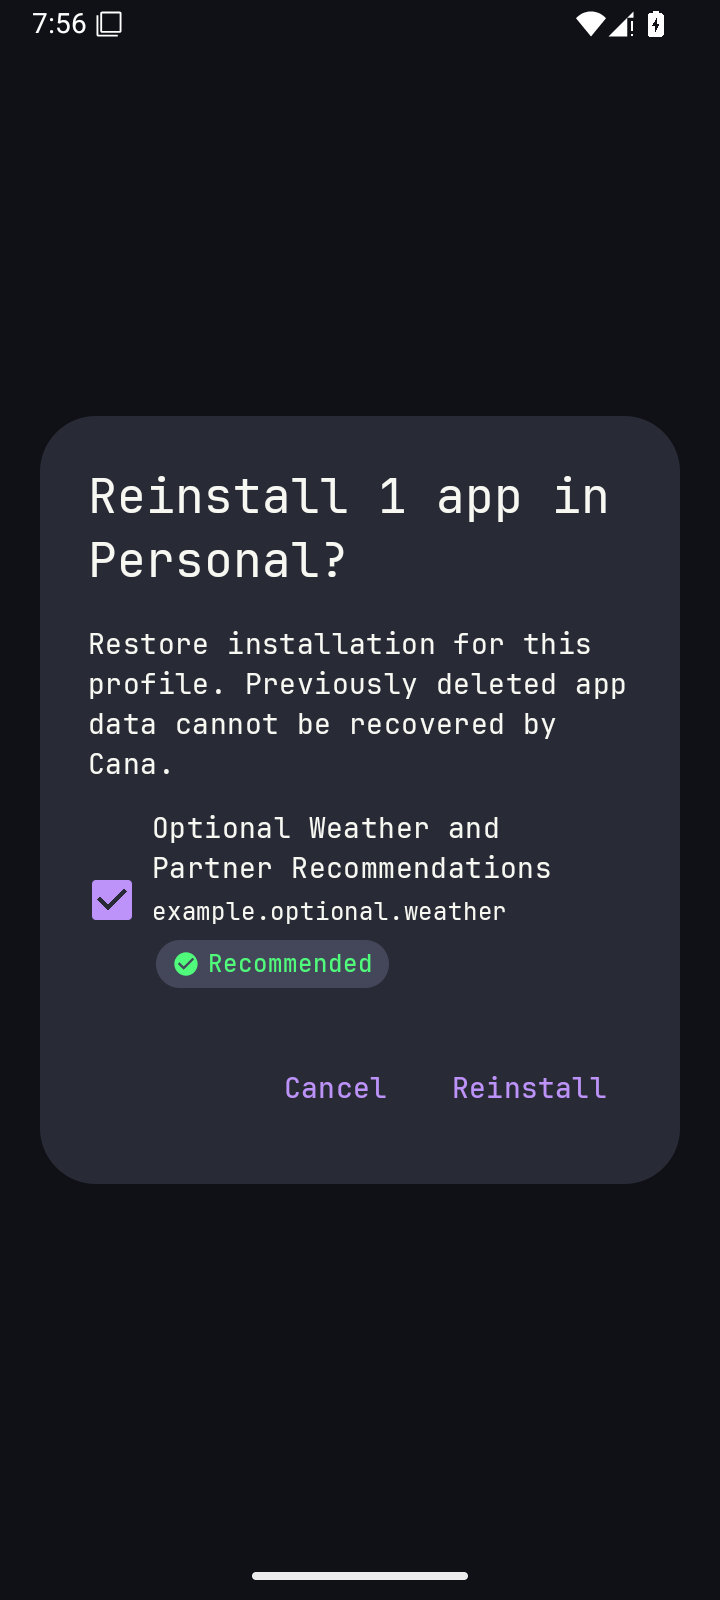 7:56
Reinstall 1 app in
Personal?
Restore installation for this
profile. Previously deleted app
data cannot be recovered by
Cana.
Optional Weather and
Partner Recommendations
example.optional.weather
Recommended
Cancel Reinstall